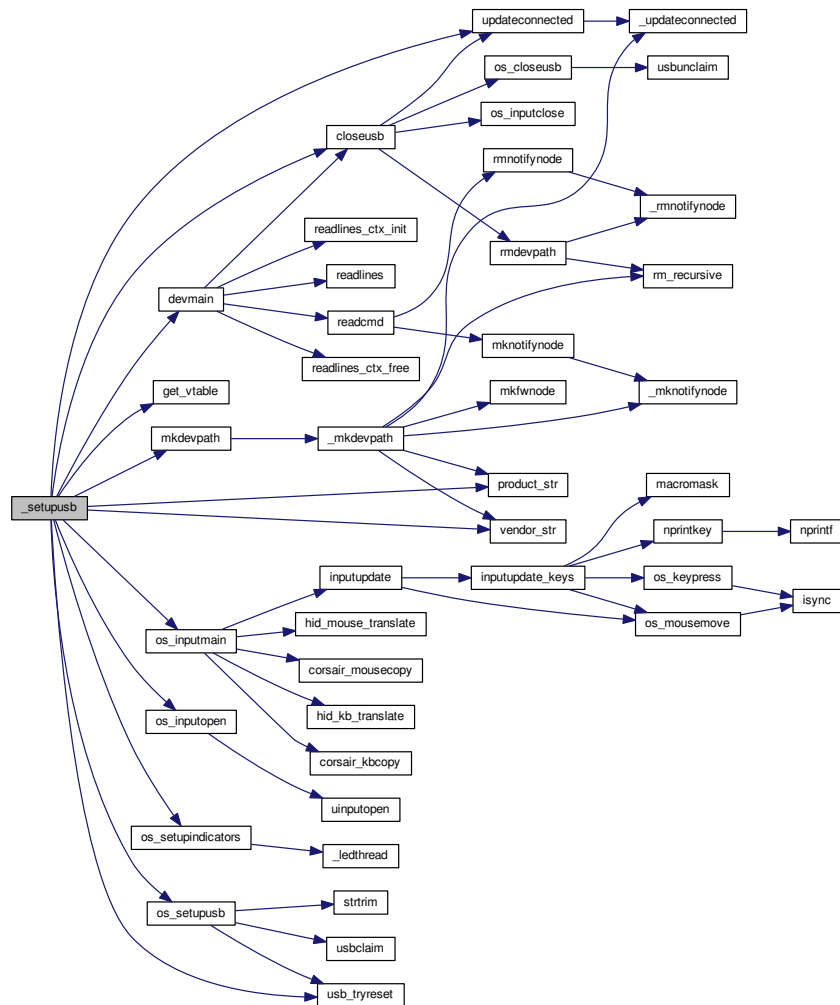 updateconnected
_updateconnected
os_closeusb
usbunclaim
os_inputclose
closeusb
rmnotifynode
_rmnotifynode
readlines_ctx_init
rmdevpath
readlines
rm_recursive
devmain
readcmd
mknotifynode
readlines_ctx_free
get_vtable
mkfwnode
_mknotifynode
mkdevpath
_mkdevpath
product_str
macromask
_setupusb
vendor_str
nprintkey
nprintf
inputupdate
inputupdate_keys
os_keypress
isync
hid_mouse_translate
os_mousemove
os_inputmain
corsair_mousecopy
hid_kb_translate
os_inputopen
corsair_kbcopy
uinputopen
os_setupindicators
_ledthread
strtrim
os_setupusb
usbclaim
usb_tryreset